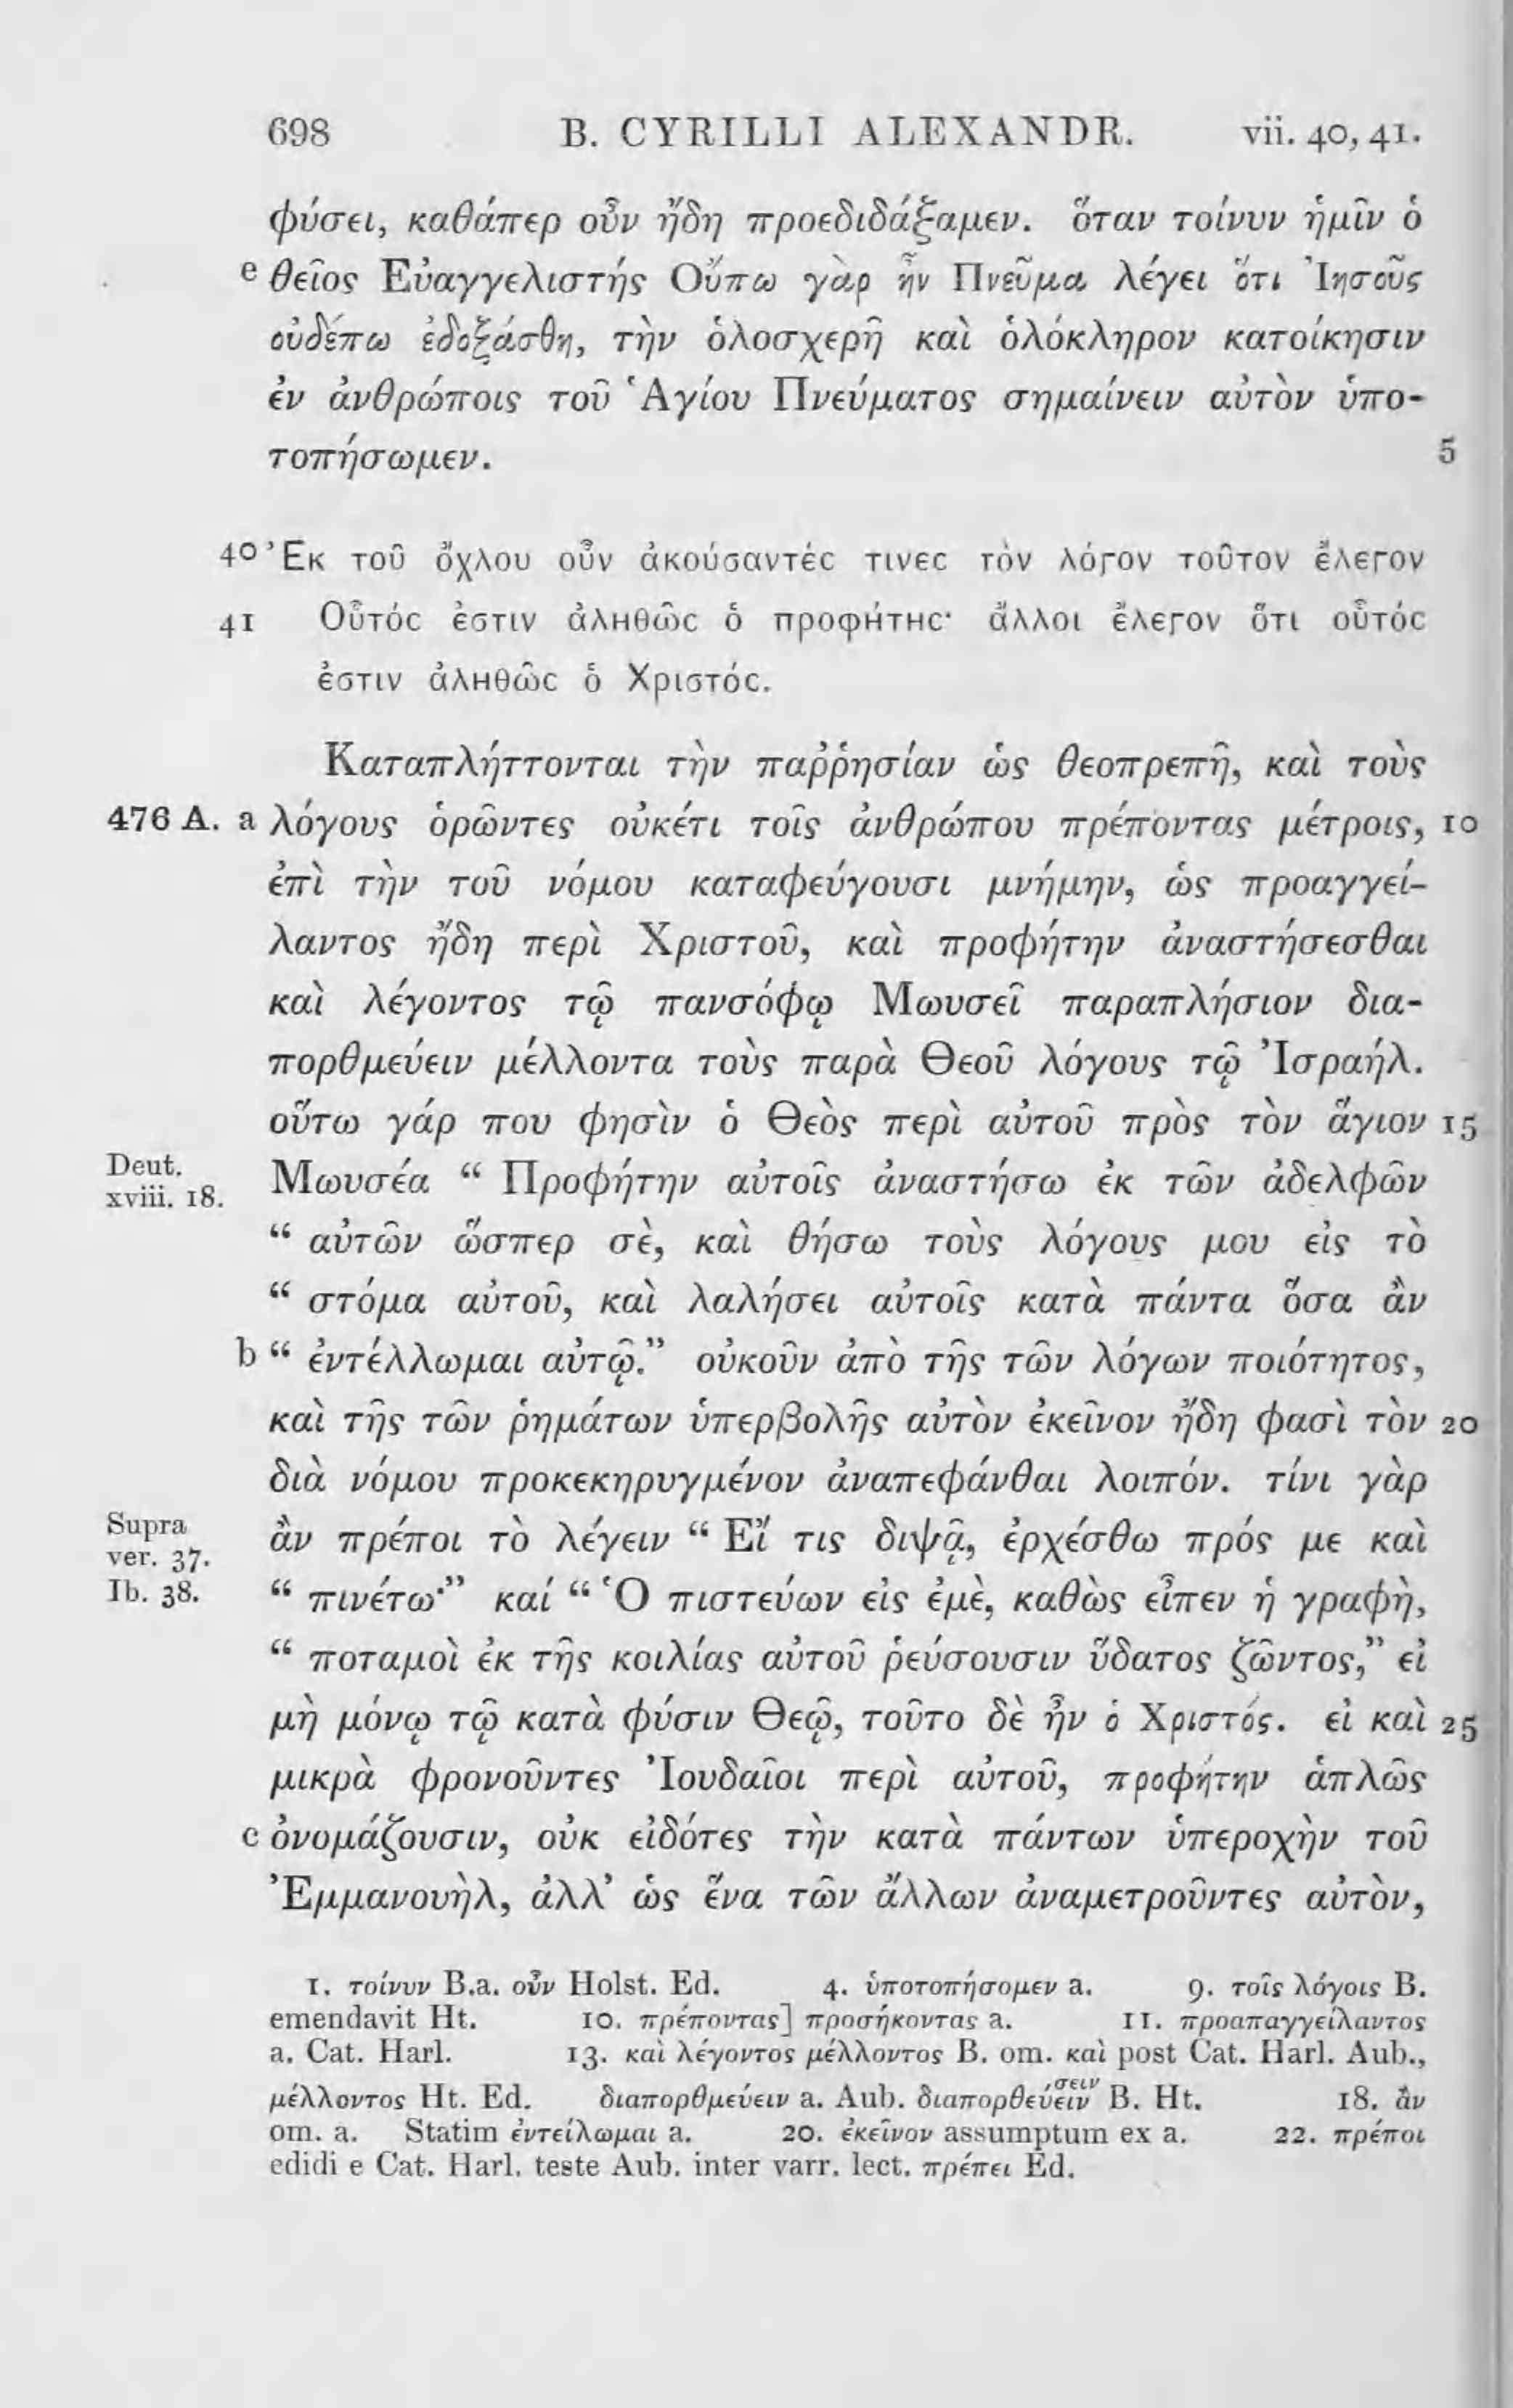 698 B. CYRILLI ALEXANDR. vii. 40, 41.
φύσει, καθάπερ οὖν ἤδη προεδιδάξαμεν. ὅταν τοίνυν ἡμῖν ὁ
e θεῖος Εὐαγγελιστής Οὔπω γὰρ ἦν Πνεῦμα λέγει ὅτι Ἰησοῦς
οὐδέπω ἐδοξάσθη, τὴν ὁλοσχερῆ καὶ ὁλόκληρον κατοίκησιν
ἐν ἀνθρώποις τοῦ Ἁγίου Πνεύματος σημαίνειν αὐτὸν ὑπο-
τοπήσωμεν. 5
40 Ἐκ τοῦ ὄχλου οὖν ἀκούσαντές τινες τὸν λόγον τοῦτον ἔλεγον
41 Οὗτός ἐστιν ἀληθῶς ὁ προφήτης· ἄλλοι ἔλεγον ὅτι οὗτός
ἐστιν ἀληθῶς ὁ Χριστός.
Καταπλήττονται τὴν παῤῥησίαν ὡς θεοπρεπῆ, καὶ τοὺς
476 A. a λόγους ὁρῶντες οὐκέτι τοῖς ἀνθρώπου πρέποντας μέτροις, 10
ἐπὶ τὴν τοῦ νόμου καταφεύγουσι μνήμην, ὡς προαγγεί-
λαντος ἤδη περὶ Χριστοῦ, καὶ προφήτην ἀναστήσεσθαι
καὶ λέγοντος τῷ πανσόφῳ Μωυσεῖ παραπλήσιον δια-
πορθμεύειν μέλλοντα τοὺς παρὰ Θεοῦ λόγους τῷ Ἰσραήλ.
οὕτω γάρ που φησὶν ὁ Θεὸς περὶ αὐτοῦ πρὸς τὸν ἅγιον 15
Deut. xviii. 18. Μωυσέα “ Προφήτην αὐτοῖς ἀναστήσω ἐκ τῶν ἀδελφῶν
“ αὐτῶν ὥσπερ σὲ, καὶ θήσω τοὺς λόγους μου εἰς τὸ
“ στόμα αὐτοῦ, καὶ λαλήσει αὐτοῖς κατὰ πάντα ὅσα ἂν
b “ ἐντέλλωμαι αὐτῷ.” οὐκοῦν ἀπὸ τῆς τῶν λόγων ποιότητος,
καὶ τῆς τῶν ῥημάτων ὑπερβολῆς αὐτὸν ἐκεῖνον ἤδη φασὶ τὸν 20
διὰ νόμου προκεκηρυγμένον ἀναπεφάνθαι λοιπόν. τίνι γὰρ
Supra ver. 37. ἂν πρέποι τὸ λέγειν “ Εἴ τις διψᾷ, ἐρχέσθω πρός με καὶ
Ib. 38. “ πινέτω·” καί “ Ὁ πιστεύων εἰς ἐμὲ, καθὼς εἶπεν ἡ γραφὴ,
“ ποταμοὶ ἐκ τῆς κοιλίας αὐτοῦ ῥεύσουσιν ὕδατος ζῶντος,” εἰ
μὴ μόνῳ τῷ κατὰ φύσιν Θεῷ, τοῦτο δὲ ἦν ὁ Χριστός. εἰ καὶ 25
μικρὰ φρονοῦντες Ἰουδαῖοι περὶ αὐτοῦ, προφήτην ἁπλῶς
c ὀνομάζουσιν, οὐκ εἰδότες τὴν κατὰ πάντων ὑπεροχὴν τοῦ
Ἐμμανουὴλ, ἀλλ’ ὡς ἕνα τῶν ἄλλων ἀναμετροῦντες αὐτὸν,
1. τοίνυν B.a. οὖν Holst. Ed. 4. ὑποτοπήσομεν a. 9. τοῖς λόγοις B.
emendavit Ht. 10. πρέποντας] προσήκοντας a. 11. προαπαγγείλαντος
a. Cat. Harl. 13. καὶ λέγοντος μέλλοντος B. om. καὶ post Cat. Harl. Aub.,
μέλλοντος Ht. Ed. διαπορθμεύειν a. Aub. διαπορθεύειν́σειν B. Ht. 18. ἂν
om. a. Statim ἐντείλωμαι a. 20. ἐκεῖνον assumptum ex a. 22. πρέποι
edidi e Cat. Harl. teste Aub. inter varr. lect. πρέπει Ed.